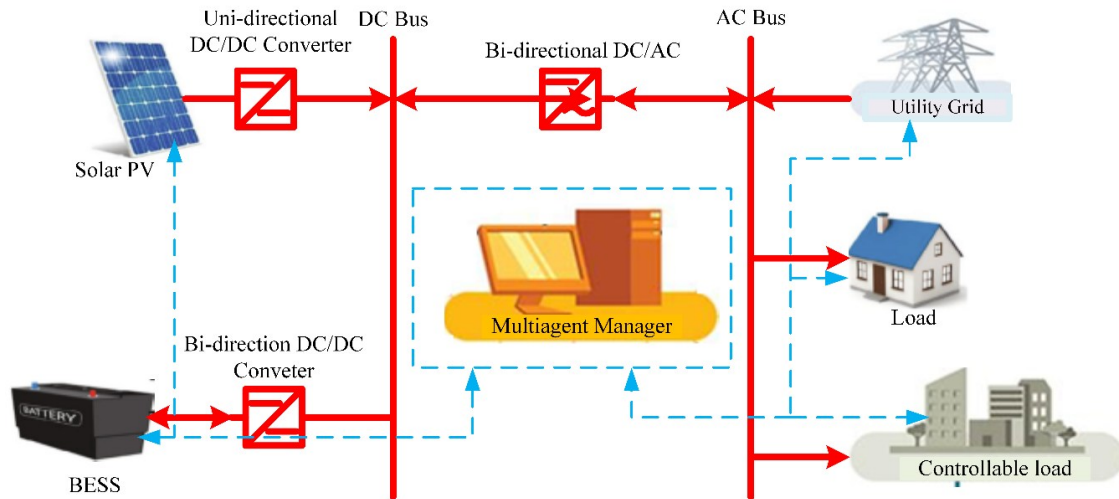 Uni-directional
DC/DC Converter
DC Bus
Bi-directional DC/AC
AC Bus
Utility Grid
Solar PV
Multiagent Manager
Load
Bi-direction DC/DC
Conveter
BATTERY
BESS
Controllable load